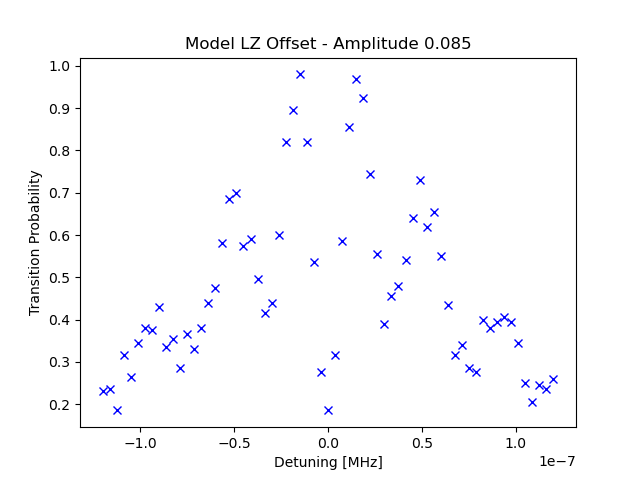 Model LZ Offset - Amplitude 0.085
Transition Probability
1.0
0.9
0.8
0.7
0.6
0.5
0.4
0.3
0.2
−1.0 −0.5 0.0 0.5 1.0
1e−7
Detuning [MHz]